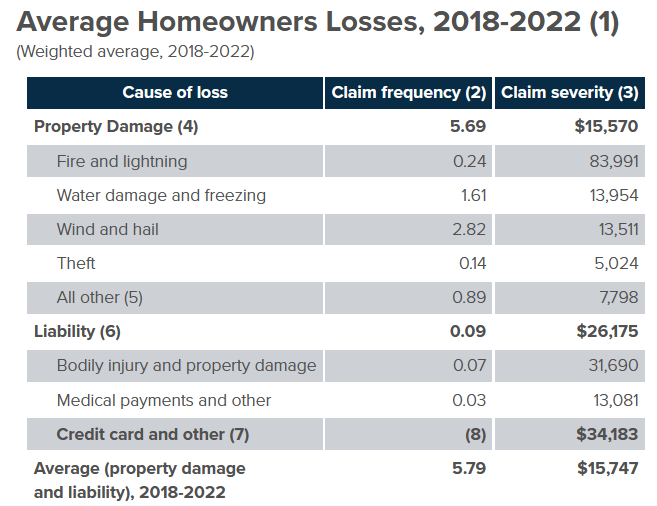 Average Homeowners Losses, 2018-2022 (1)
(Weighted average, 2018-2022)
Cause of loss Claim frequency (2) Claim severity (3)
Property Damage (4) 5.69 $15,570
Fire and lightning 0.24 83,991
Water damage and freezing 1.61 13,954
Wind and hail 2.82 13,511
Theft 0.14 5,024
All other (5) 0.89 7,798
Liability (6) 0.09 $26,175
Bodily injury and property damage 0.07 31,690
Medical payments and other 0.03 13,081
Credit card and other (7) (8) $34,183
Average (property damage 5.79 $15,747
and liability), 2018-2022